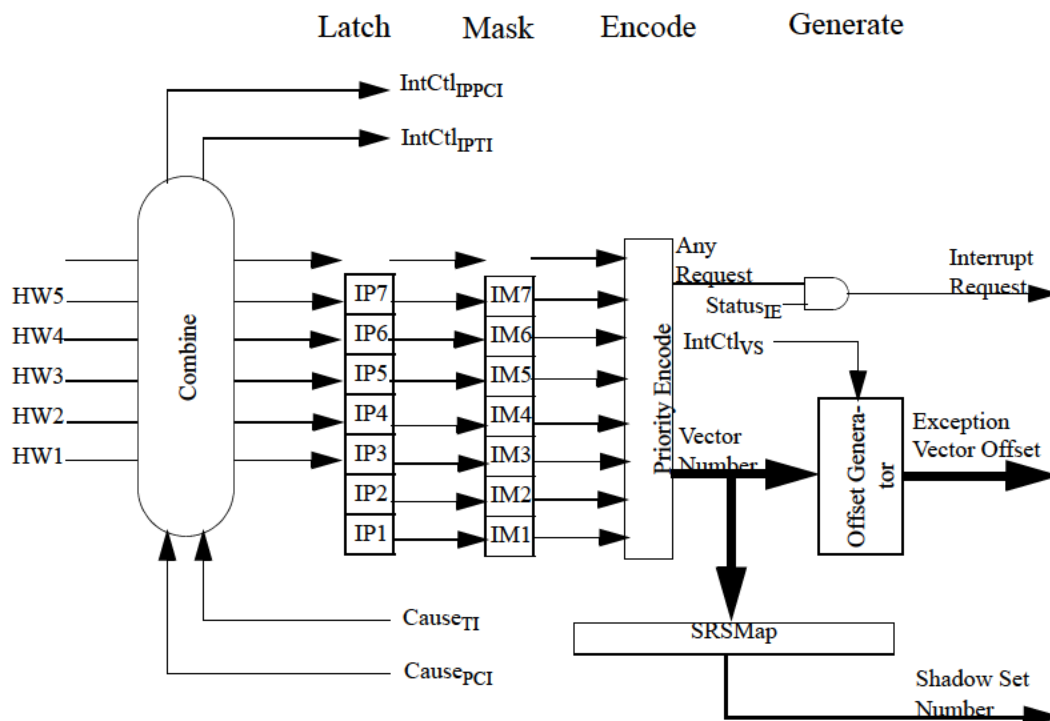 Latch Mask Encode Generate
IntCtlIPPCI
IntCtlIPTI
Any
Request
Interrupt
Request
HW5
HW4
HW3
HW2
HW1
Combine
IP7
IP6
IP5
IP4
IP3
IP2
IP1
IM7
IM6
IM5
IM4
IM3
IM2
IM1
Priority Encode
StatusIE
IntCtlVS
Vector
Number
Offset Genera-
tor
Exception
Vector Offset
CauseTI
CausePCI
SRSMap
Shadow Set
Number